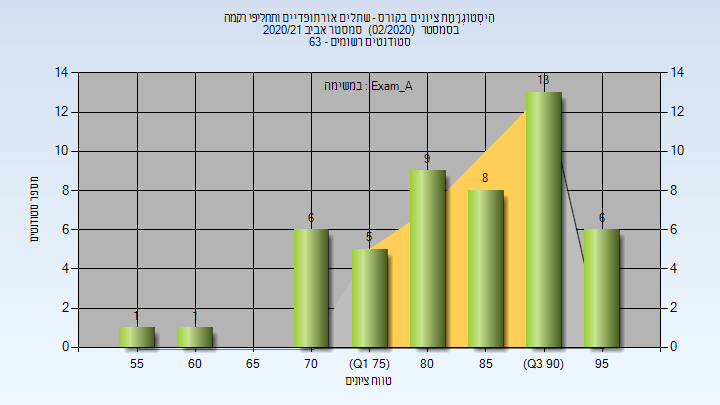 היסטוגרמת ציונים בקורס - שתלים אורתופדיים ותחליפי רקמה
בסמסטר (02/2020) סמסטר אביב 2020/21
סטודנטים רשומים - 63
במשימה : Exam_A
14 14
12 12
10 10
8 8
6 6
4 4
2 2
0 0
1 1 6 5 9 8 13 6
מספר סטודנטים
55 60 65 70 (Q1 75) 80 85 (Q3 90) 95
טווח ציונים